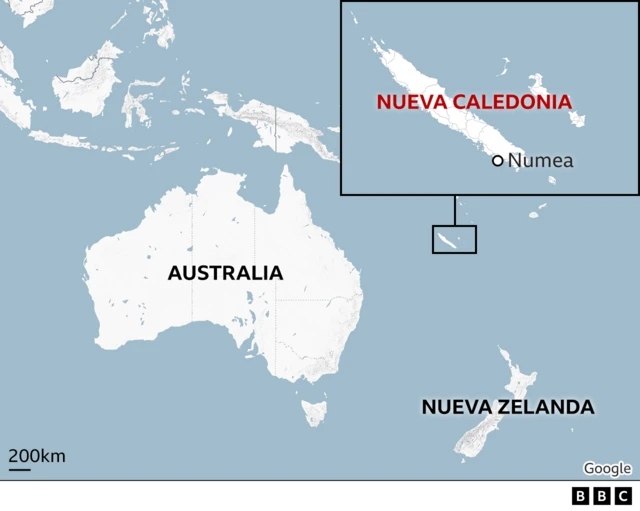 NUEVA CALEDONIA
Numea
AUSTRALIA
NUEVA ZELANDA
200km
Google
BBC